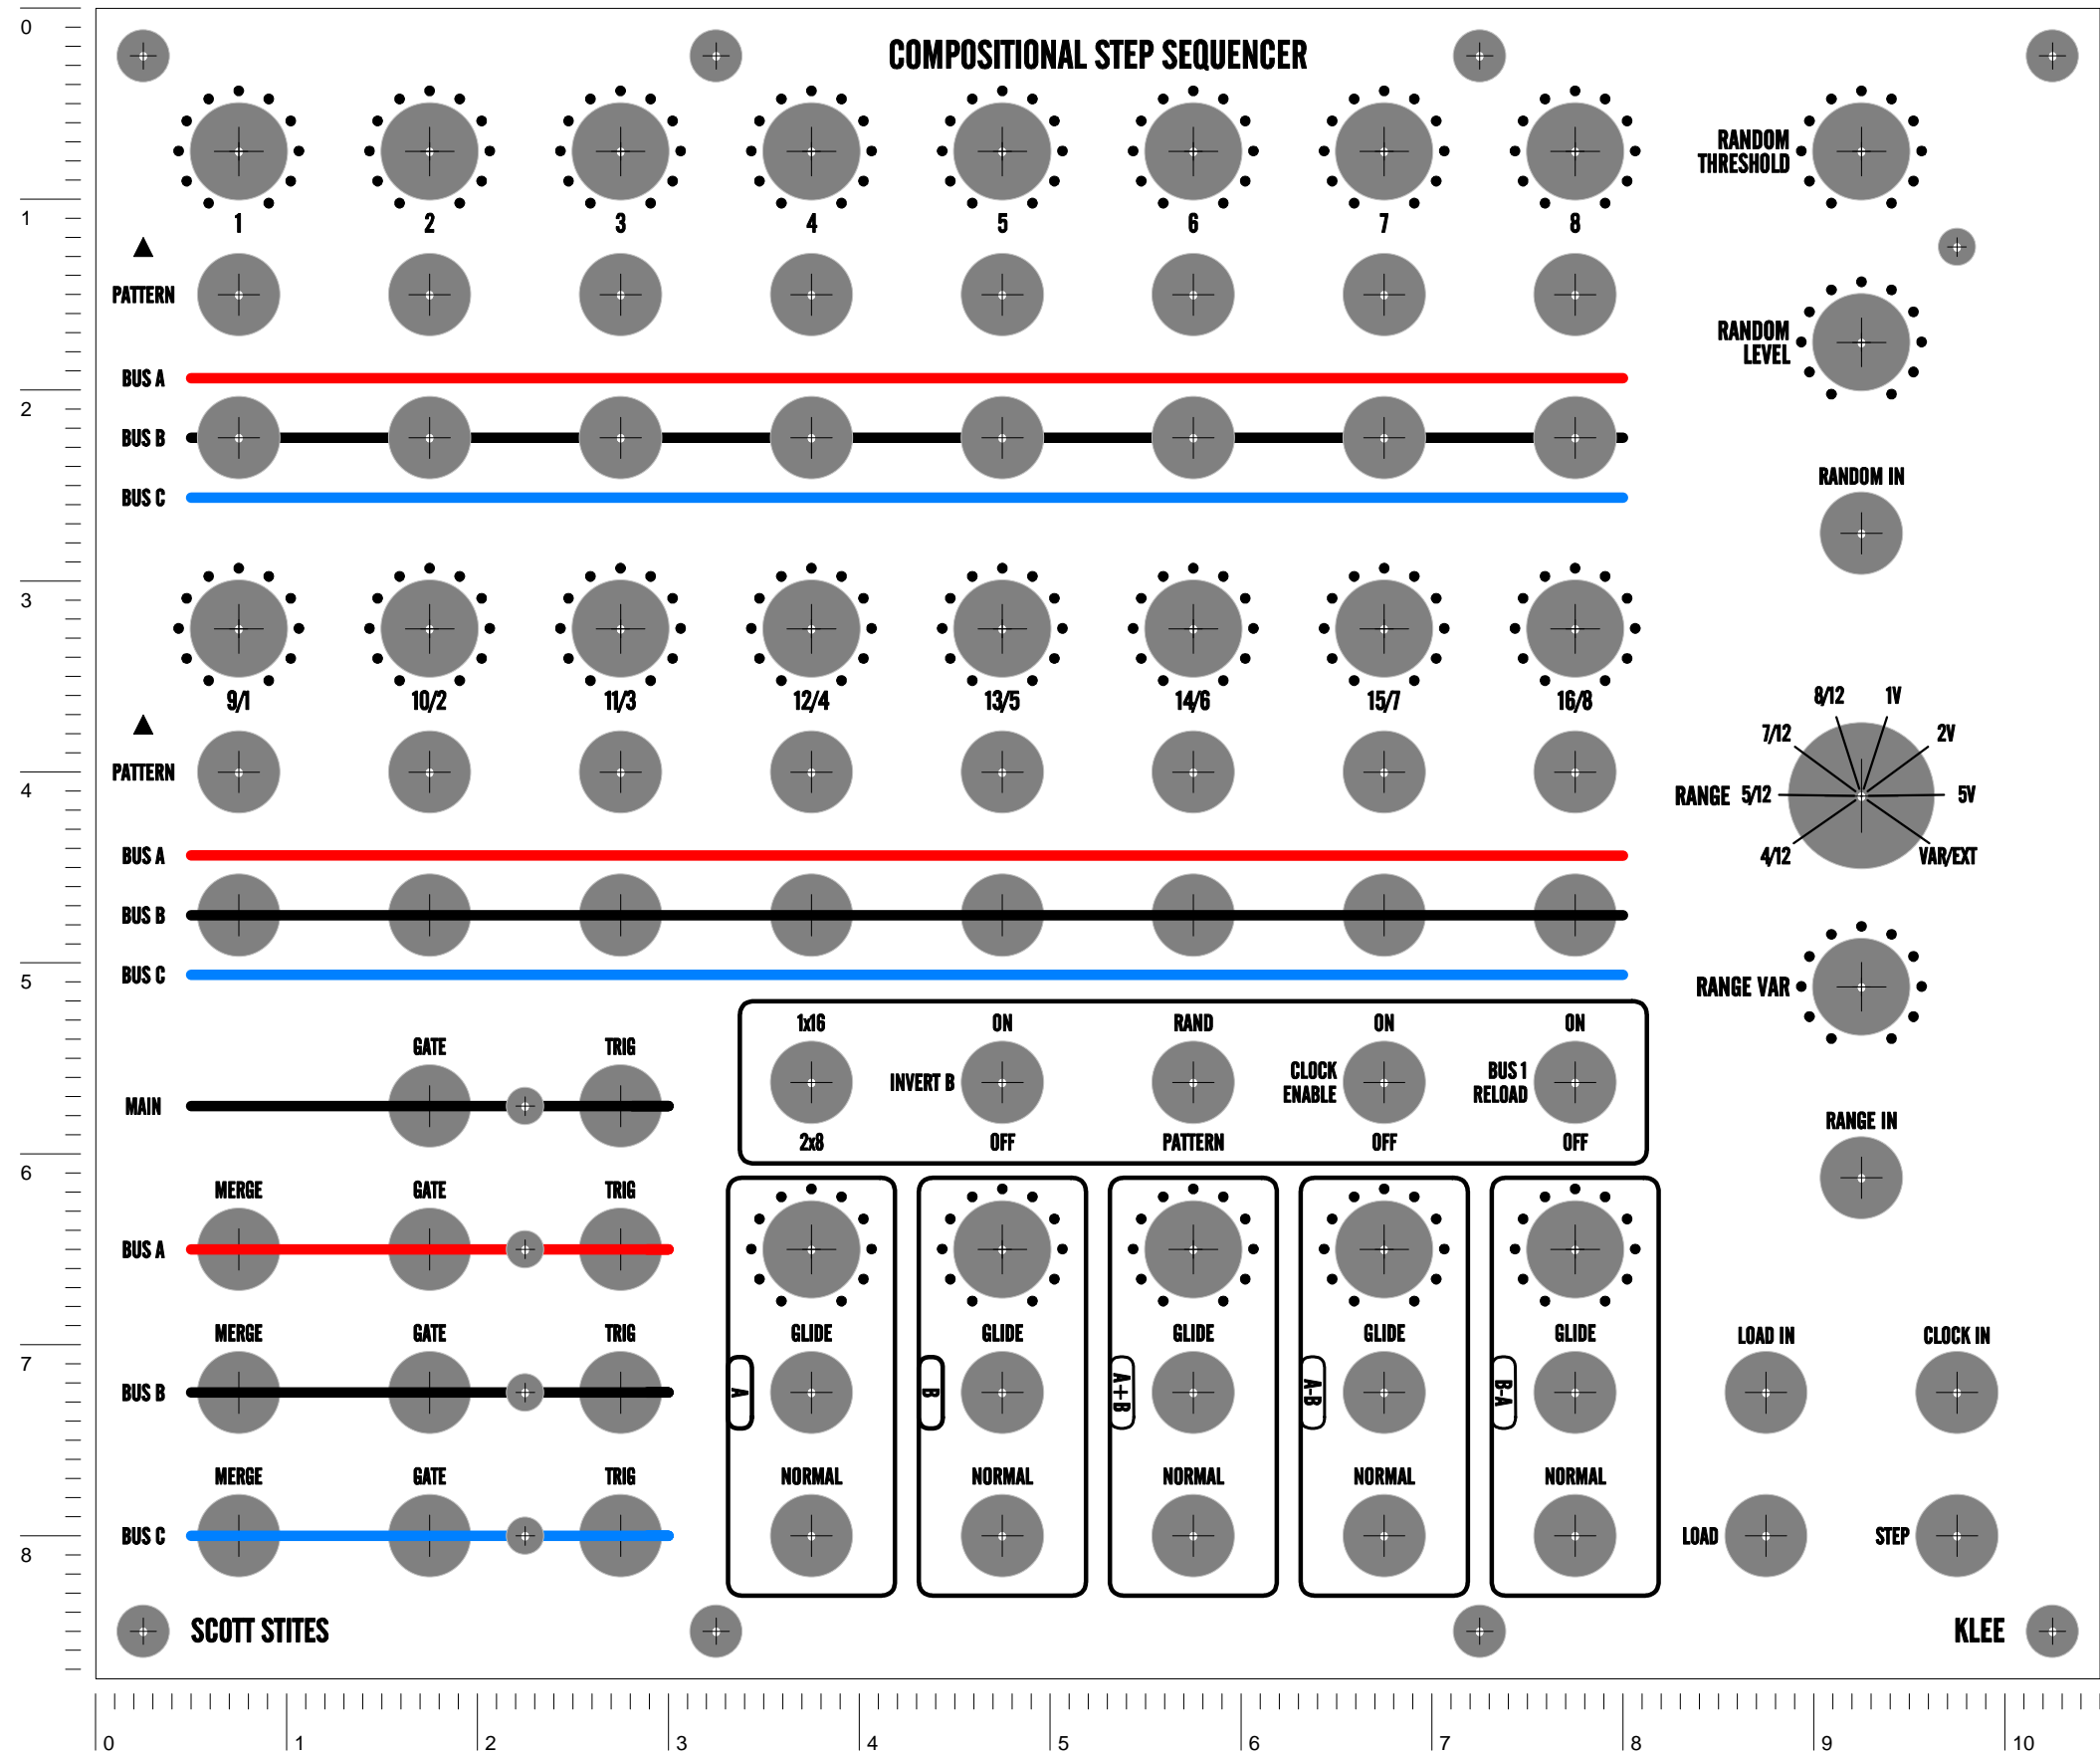 0
COMPOSITIONAL STEP SEQUENCER
RANDOM
THRESHOLD
1
1 2 3 4 5 6 7 8
PATTERN
RANDOM
LEVEL
BUS A
2
BUS B
BUS C
RANDOM IN
3
9/1 10/2 11/3 12/4 13/5 14/6 15/7 16/8
PATTERN
8/12 1V
7/12 2V
4
RANGE 5/12 5V
4/12 VAR/EXT
BUS A
BUS B
5
BUS C
RANGE VAR
1x16 ON RAND ON ON
GATE TRIG
INVERT B
CLOCK
ENABLE
BUS 1
RELOAD
MAIN
2x8 OFF PATTERN OFF OFF
RANGE IN
6
MERGE GATE TRIG
BUS A
MERGE GATE TRIG
GLIDE GLIDE GLIDE GLIDE GLIDE
LOAD IN CLOCK IN
7
BUS B
A B A+B A-B B-A
MERGE GATE TRIG
NORMAL NORMAL NORMAL NORMAL NORMAL
BUS C
LOAD STEP
8
SCOTT STITES
KLEE
0 1 2 3 4 5 6 7 8 9 10